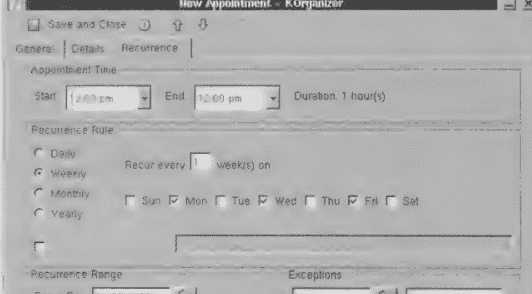 New Appointment - KOrganizer
Save and Close
General Details Recurrence
Appointment Time
Start End 12:00 pm Duration: 1 hour(s)
Recurrence Rule
Daily
Recur every 1 week(s) on
Weekly
Monthly
Sun Mon Tue Wed Thu Fri Sat
Yearly
Recurrence Range Exceptions